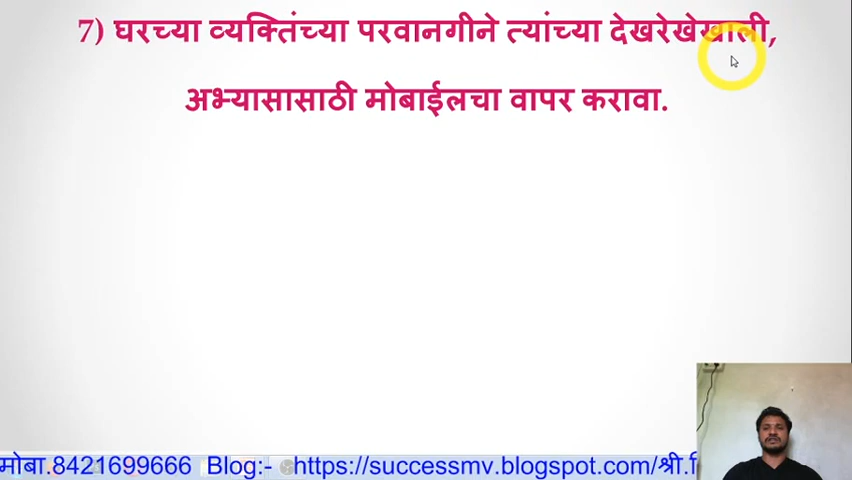 7) घरच्या व्यक्तिंच्या परवानगीने त्यांच्या देखरेखेखाली,
अभ्यासासाठी मोबाईलचा वापर करावा.
मोबा.8421699666 Blog:- https://successmv.blogspot.com/श्री.